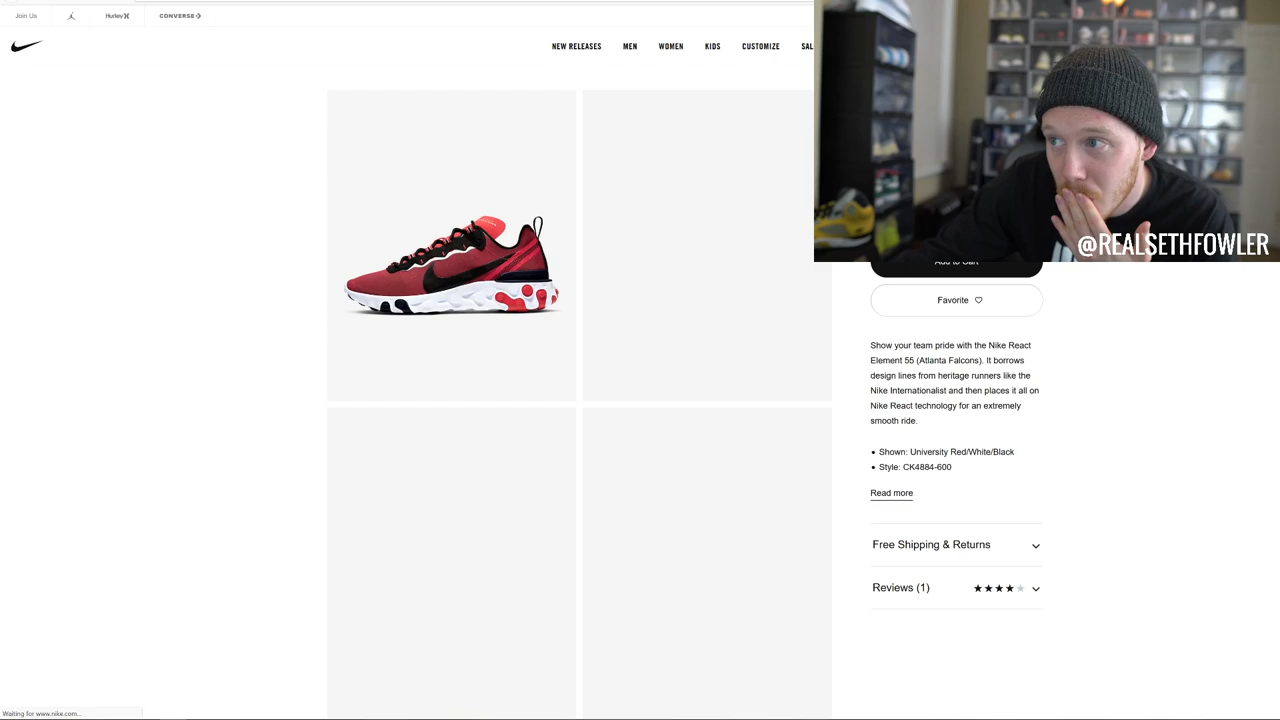 Join Us
Hurley
CONVERSE
NEW RELEASES
MEN
WOMEN
KIDS
CUSTOMIZE
@REALSETHFOWLER
Add to Cart
Favorite
Show your team pride with the Nike React
Element 55 (Atlanta Falcons). It borrows
design lines from heritage runners like the
Nike Internationalist and then places it all on
Nike React technology for an extremely
smooth ride.
• Shown: University Red/White/Black
• Style: CK4884-600
Read more
Free Shipping & Returns
Reviews (1)
Waiting for www.nike.com...